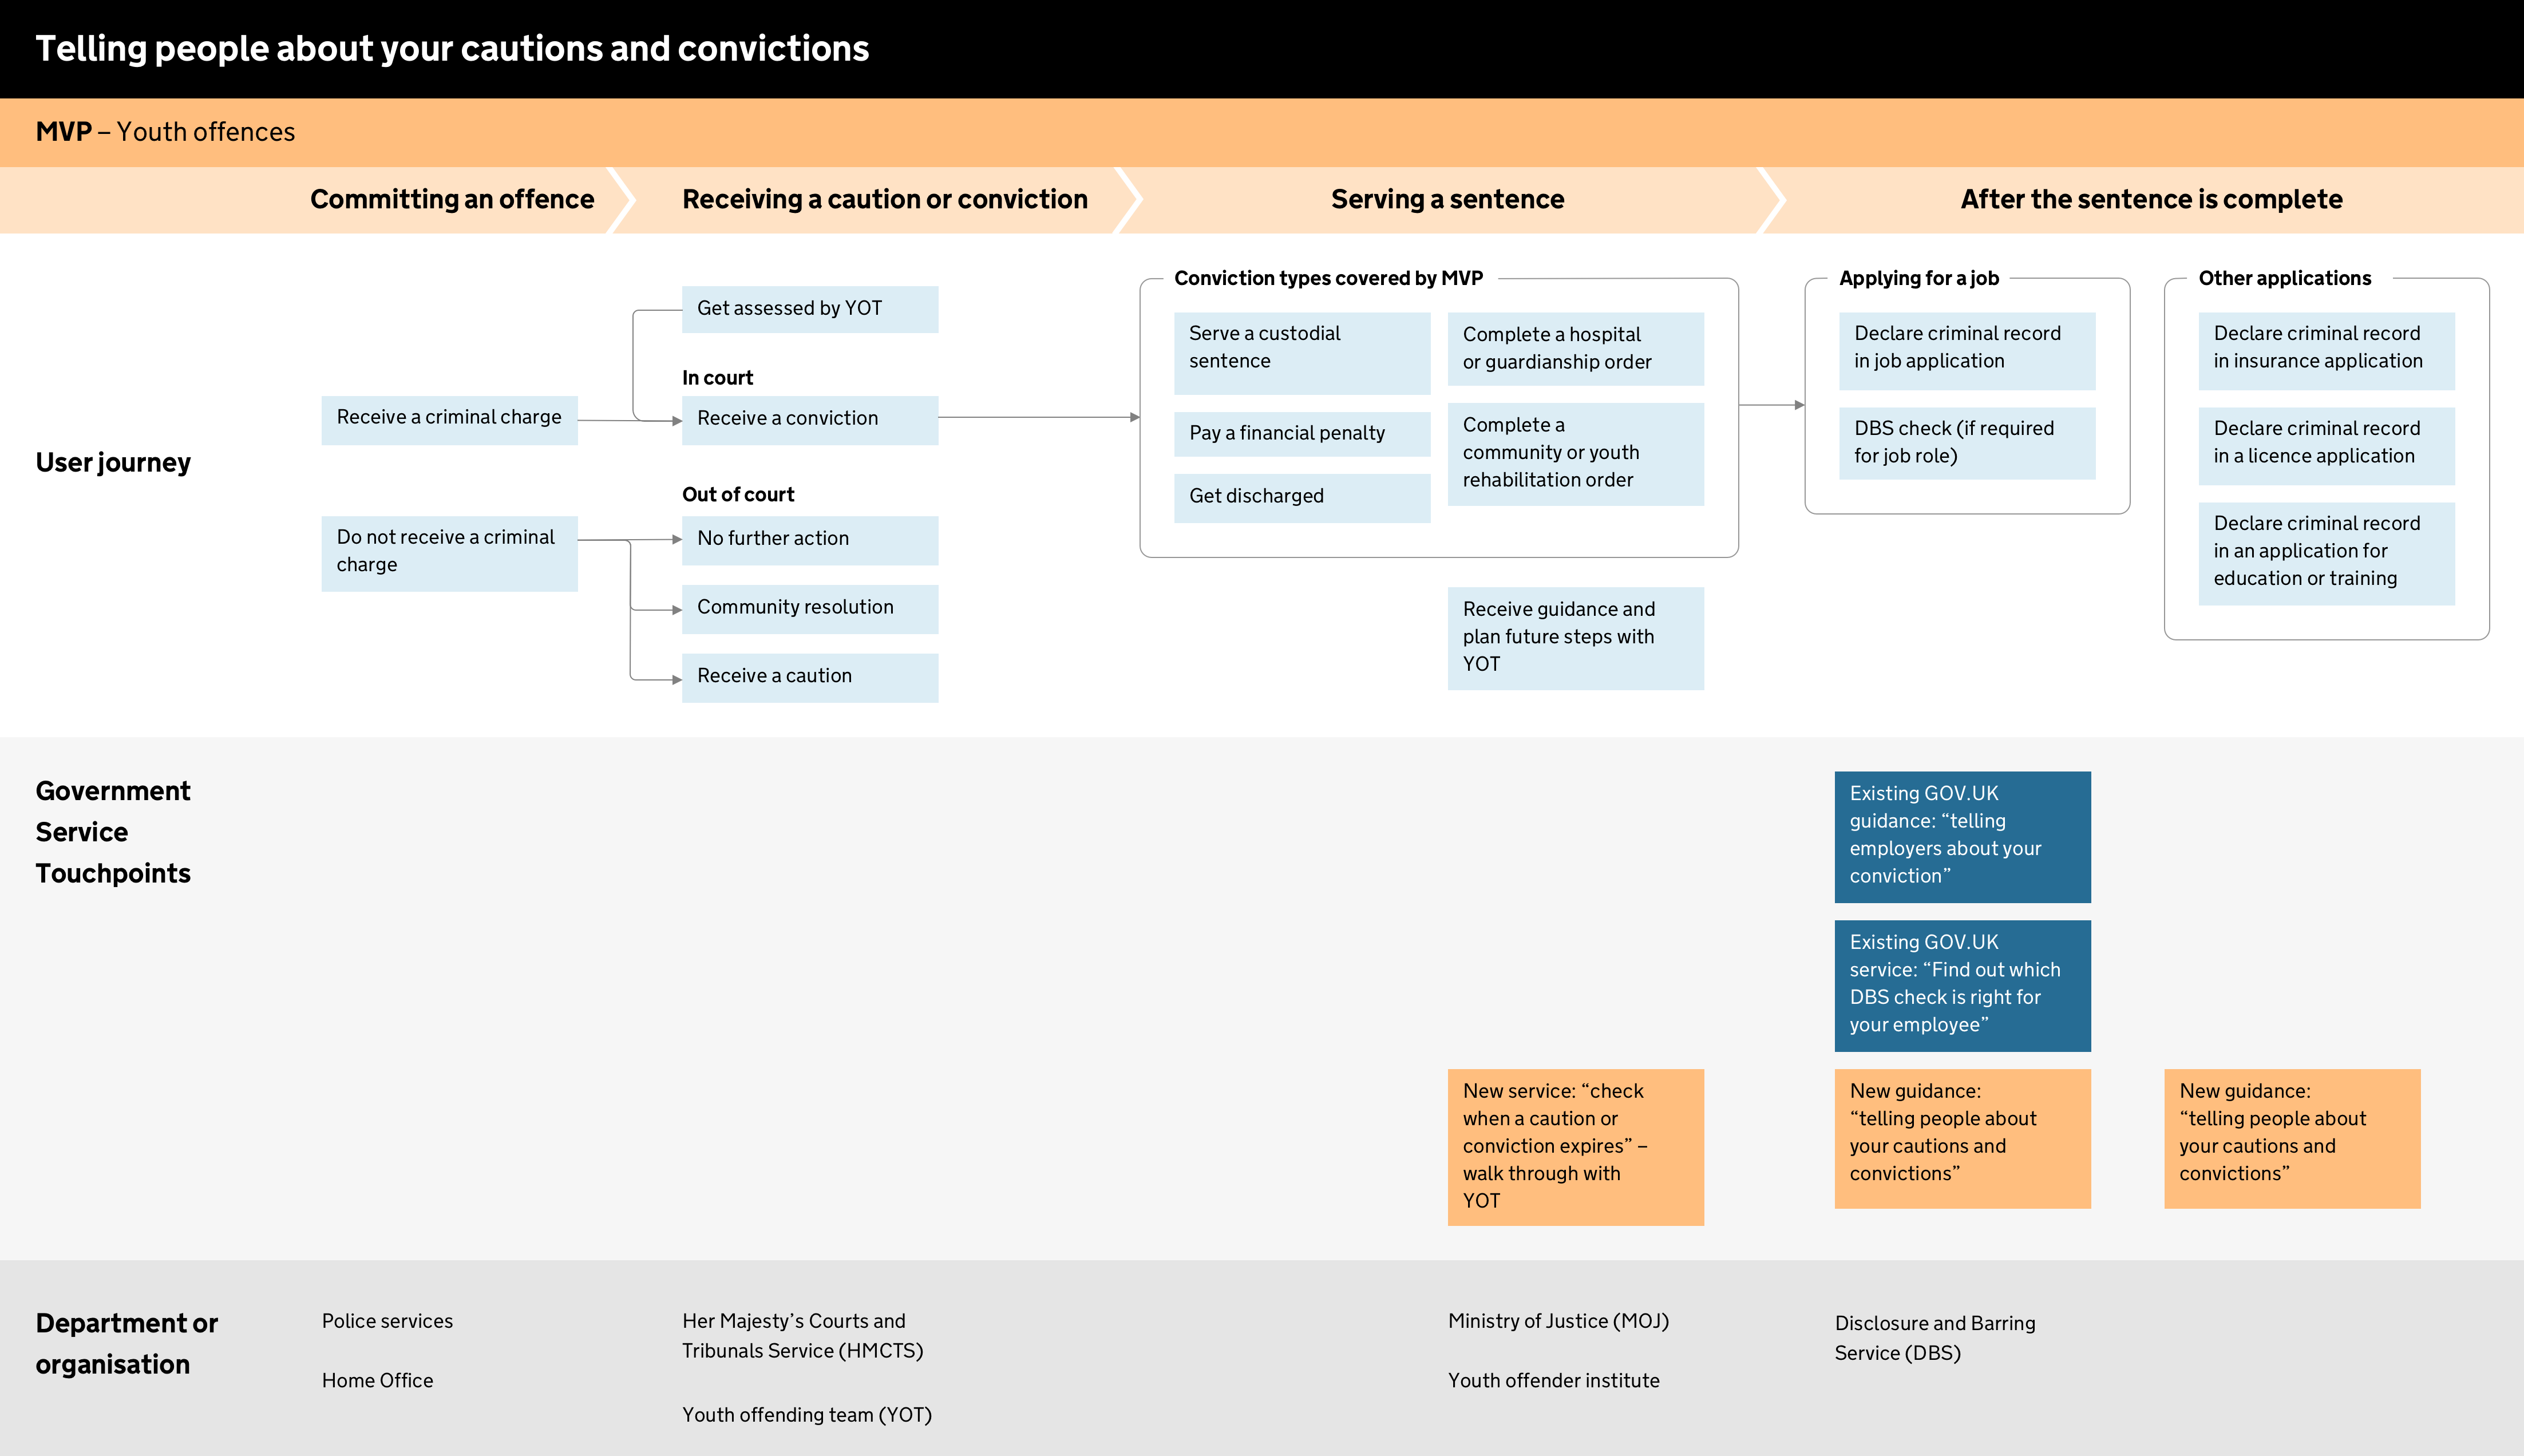 Telling people about your cautions and convictions
MVP – Youth offences
Committing an offence
Receiving a caution or conviction
Serving a sentence
After the sentence is complete
User journey
Receive a criminal charge
Do not receive a criminal
charge
Get assessed by YOT
In court
Receive a conviction
Out of court
No further action
Community resolution
Receive a caution
Conviction types covered by MVP
Serve a custodial
sentence
Pay a financial penalty
Get discharged
Complete a hospital
or guardianship order
Complete a
community or youth
rehabilitation order
Receive guidance and
plan future steps with
YOT
Applying for a job
Declare criminal record
in job application
DBS check (if required
for job role)
Other applications
Declare criminal record
in insurance application
Declare criminal record
in a licence application
Declare criminal record
in an application for
education or training
Government
Service
Touchpoints
New service: “check
when a caution or
conviction expires” –
walk through with
YOT
Existing GOV.UK
guidance: “telling
employers about your
conviction”
Existing GOV.UK
service: “Find out which
DBS check is right for
your employee”
New guidance:
“telling people about
your cautions and
convictions”
New guidance:
“telling people about
your cautions and
convictions”
Department or
organisation
Police services
Home Office
Her Majesty’s Courts and
Tribunals Service (HMCTS)
Youth offending team (YOT)
Ministry of Justice (MOJ)
Youth offender institute
Disclosure and Barring
Service (DBS)